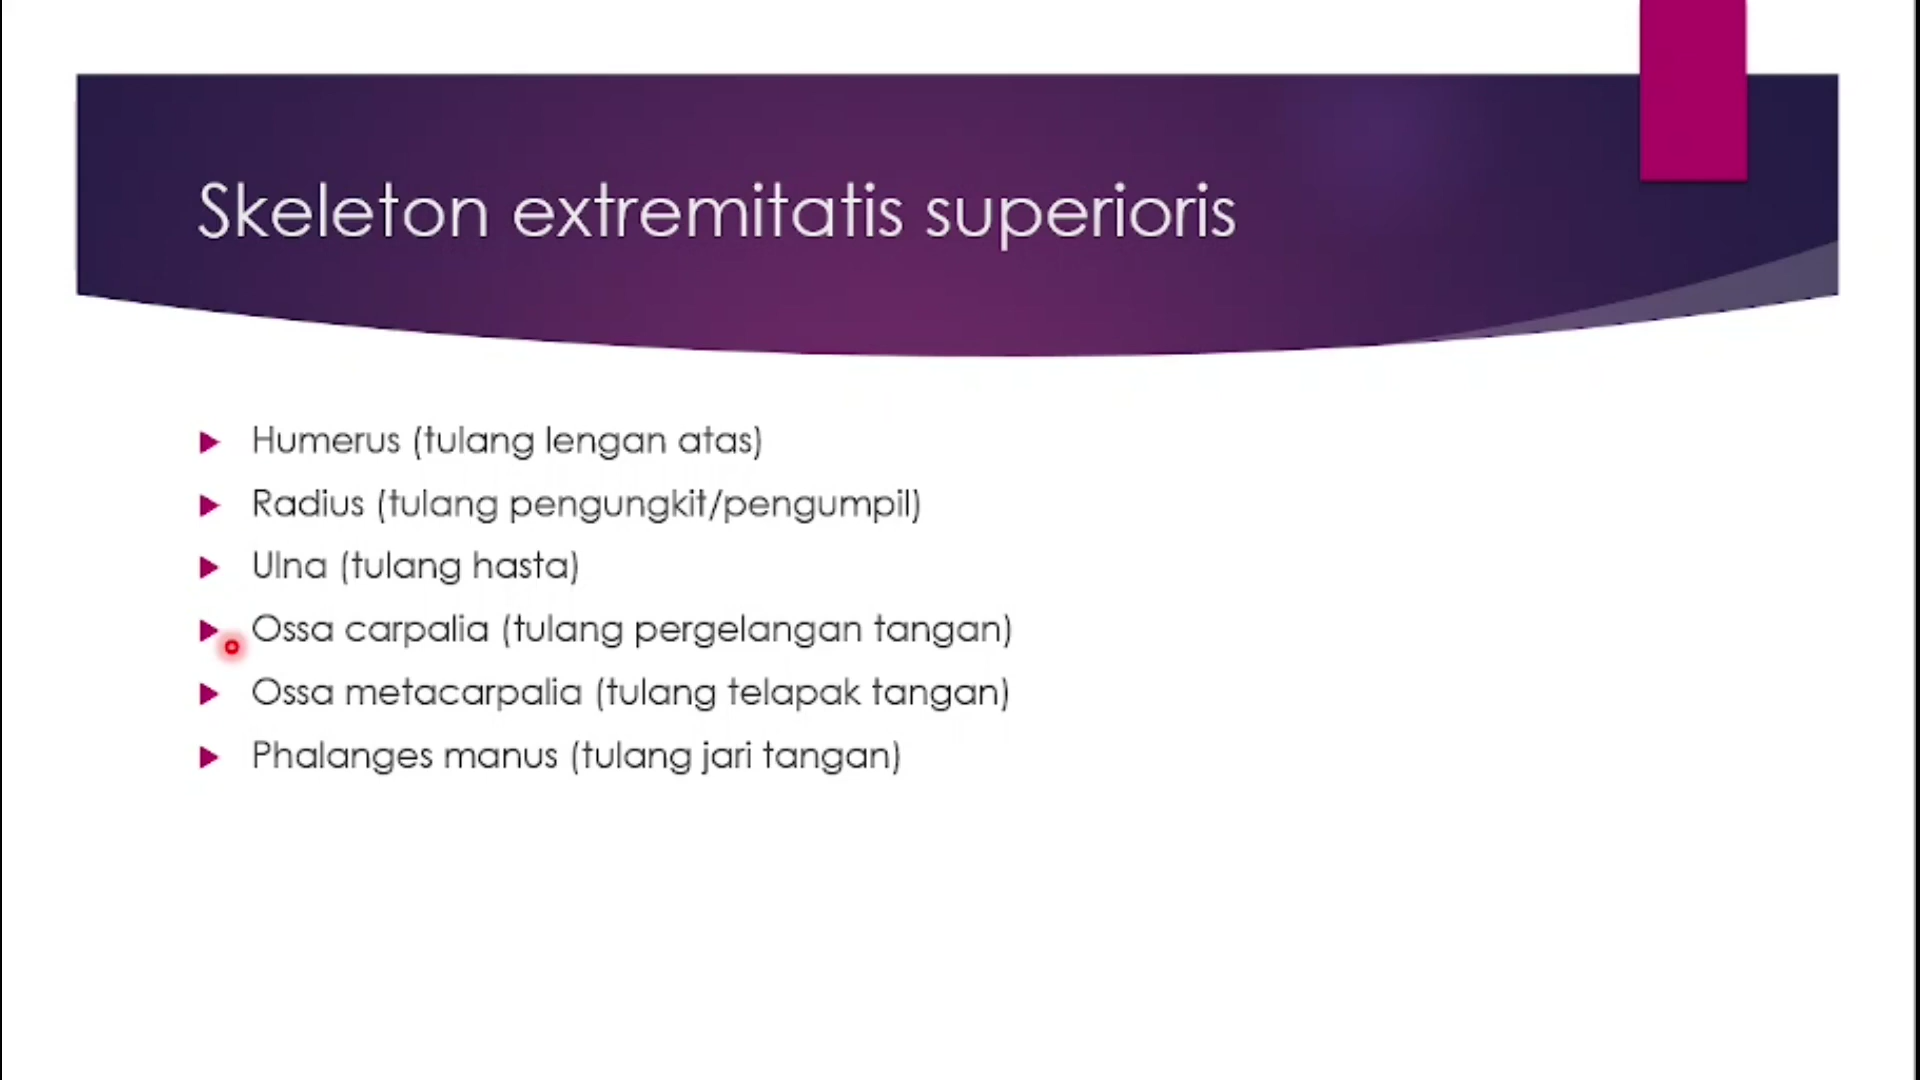 Skeleton extremitatis superioris
Humerus (tulang lengan atas)
Radius (tulang pengungkit/pengumpil)
Ulna (tulang hasta)
Ossa carpalia (tulang pergelangan tangan)
Ossa metacarpalia (tulang telapak tangan)
Phalanges manus (tulang jari tangan)